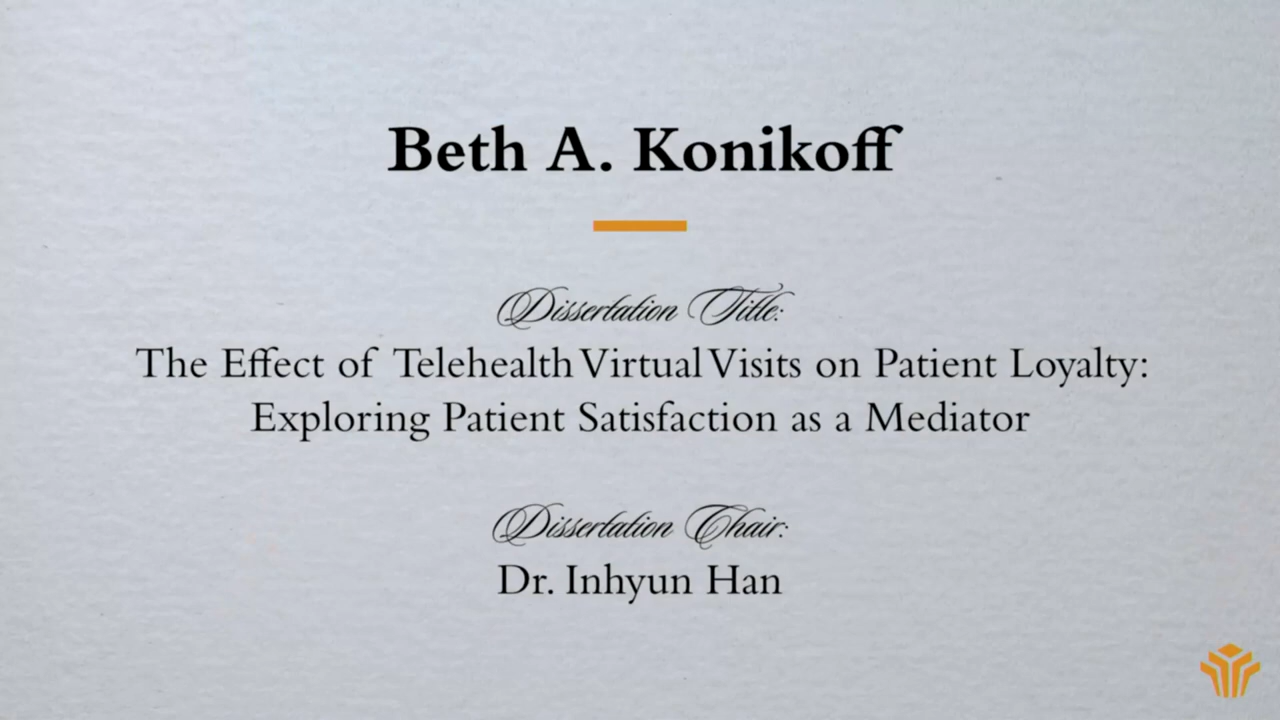 Beth A. Konikoff
Dissertation Title:
The Effect of Telehealth Virtual Visits on Patient Loyalty:
Exploring Patient Satisfaction as a Mediator
Dissertation Chair:
Dr. Inhyun Han